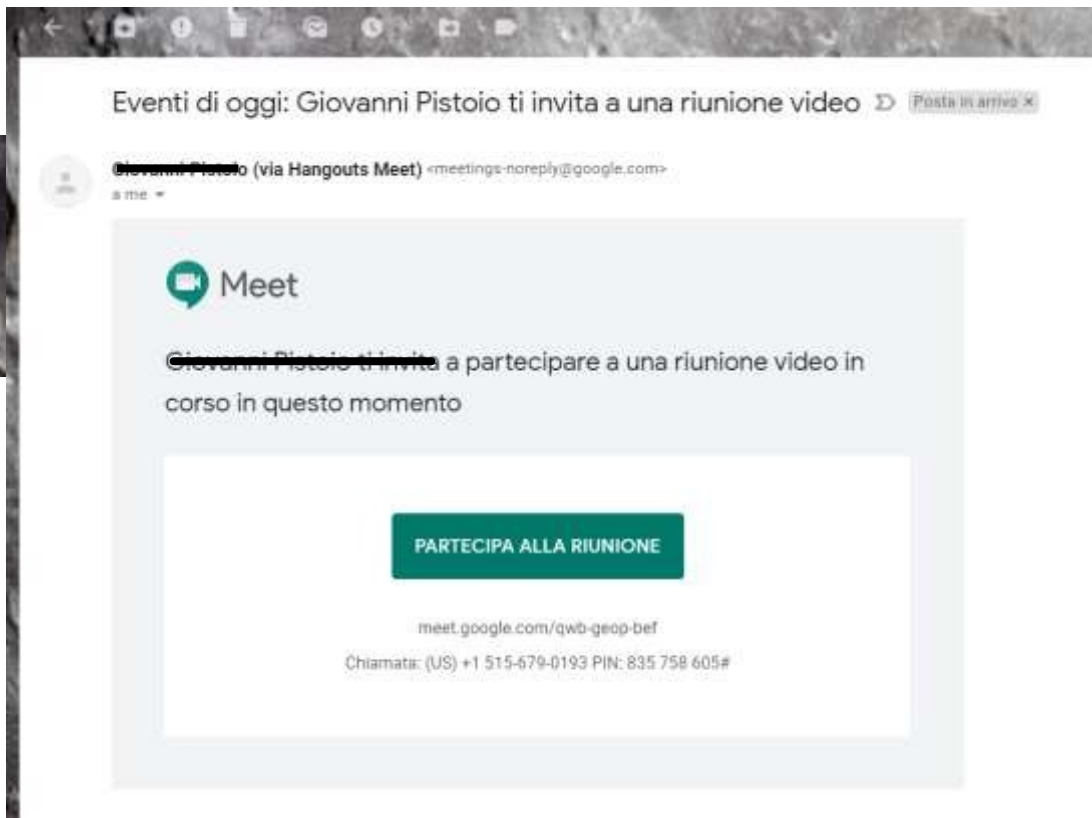 Eventi di oggi: Giovanni Pistoio ti invita a una riunione video Posta in arrivo ×
(via Hangouts Meet) <meetings-noreply@google.com>
a me
Meet
a partecipare a una riunione video in
corso in questo momento
PARTECIPA ALLA RIUNIONE
meet.google.com/qwb-geop-bef
Chiamata: (US) +1 515-679-0193 PIN: 835 758 605#